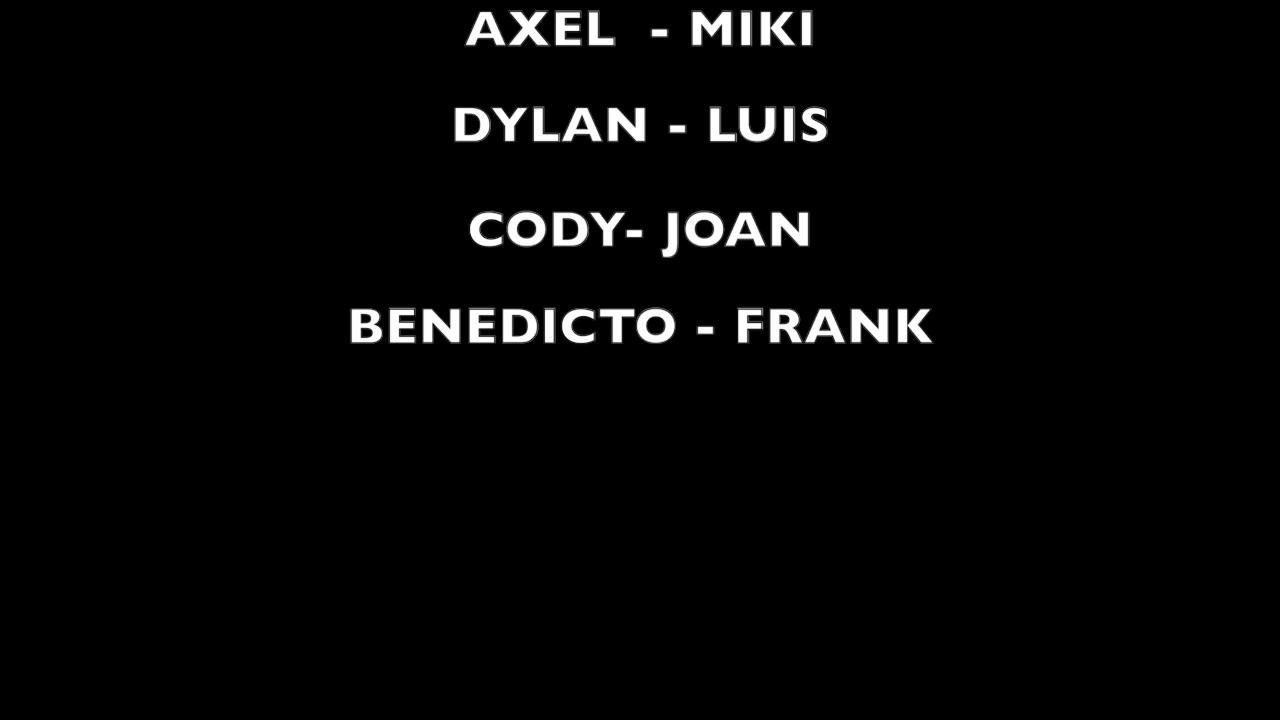 AXEL  - MIKI
DYLAN - LUIS
CODY- JOAN
BENEDICTO - FRANK